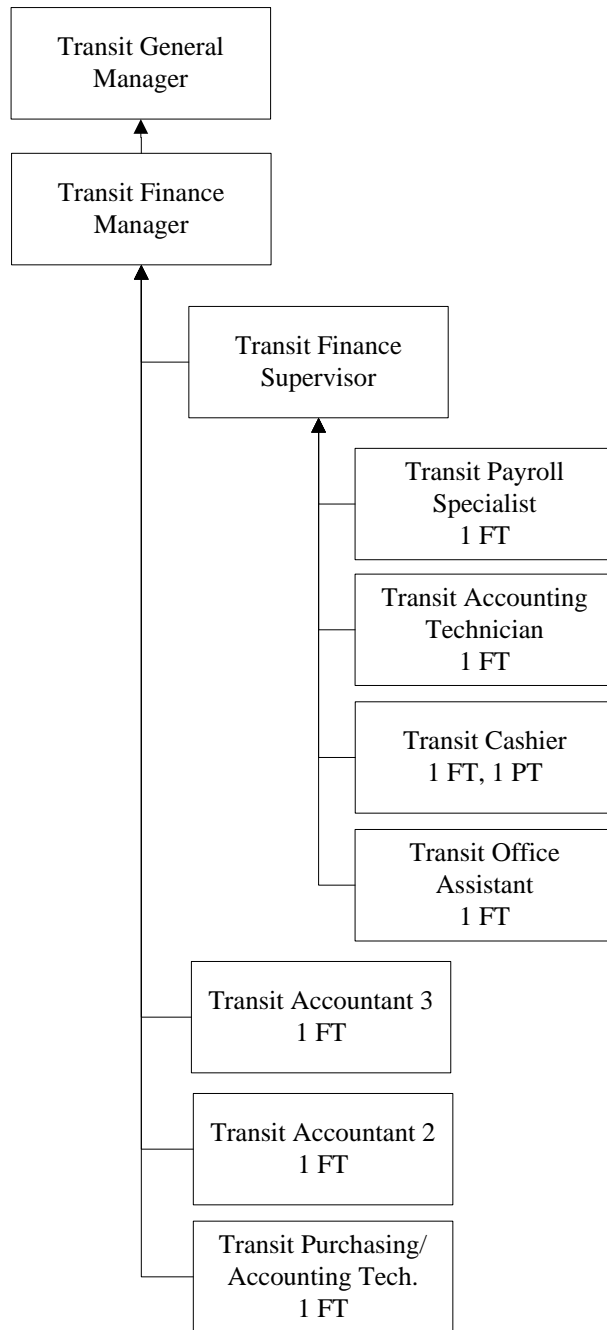 Transit General
Manager
Transit Finance
Manager
Transit Finance
Supervisor
Transit Payroll
Specialist
1 FT
Transit Accounting
Technician
1 FT
Transit Cashier
1 FT, 1 PT
Transit Office
Assistant
1 FT
Transit Accountant 3
1 FT
Transit Accountant 2
1 FT
Transit Purchasing/
Accounting Tech.
1 FT